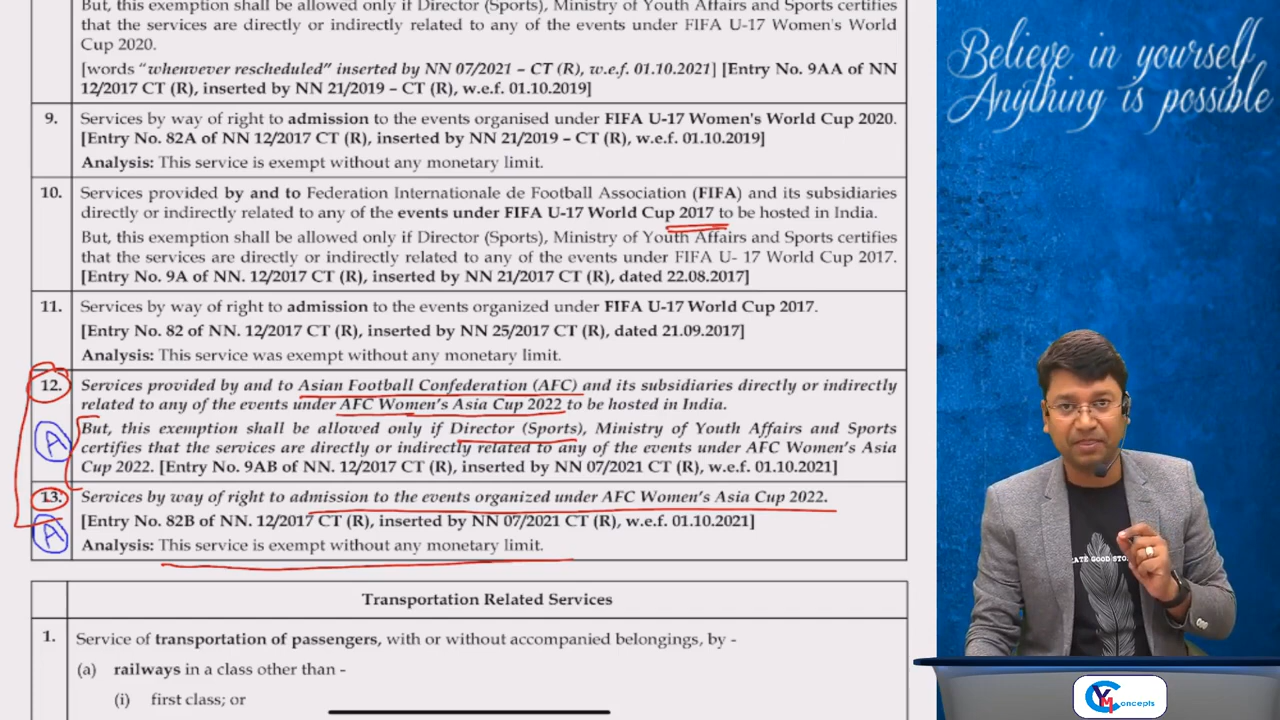 But, this exemption shall be allowed only if Director (Sports), Ministry of Youth Affairs and Sports certifies
that the services are directly or indirectly related to any of the events under FIFA U-17 Women's World
Cup 2020.
[words “whenvever rescheduled” inserted by NN 07/2021 – CT (R), w.e.f. 01.10.2021] [Entry No. 9AA of NN
12/2017 CT (R), inserted by NN 21/2019 – CT (R), w.e.f. 01.10.2019]
9. Services by way of right to admission to the events organised under FIFA U-17 Women's World Cup 2020.
[Entry No. 82A of NN 12/2017 CT (R), inserted by NN 21/2019 – CT (R), w.e.f. 01.10.2019]
Analysis: This service is exempt without any monetary limit.
10. Services provided by and to Federation Internationale de Football Association (FIFA) and its subsidiaries
directly or indirectly related to any of the events under FIFA U-17 World Cup 2017 to be hosted in India.
But, this exemption shall be allowed only if Director (Sports), Ministry of Youth Affairs and Sports certifies
that the services are directly or indirectly related to any of the events under FIFA U- 17 World Cup 2017.
[Entry No. 9A of NN. 12/2017 CT (R), inserted by NN 21/2017 CT (R), dated 22.08.2017]
11. Services by way of right to admission to the events organized under FIFA U-17 World Cup 2017.
[Entry No. 82 of NN. 12/2017 CT (R), inserted by NN 25/2017 CT (R), dated 21.09.2017]
Analysis: This service was exempt without any monetary limit.
12. Services provided by and to Asian Football Confederation (AFC) and its subsidiaries directly or indirectly
related to any of the events under AFC Women's Asia Cup 2022 to be hosted in India.
A But, this exemption shall be allowed only if Director (Sports), Ministry of Youth Affairs and Sports
certifies that the services are directly or indirectly related to any of the events under AFC Women's Asia
Cup 2022. [Entry No. 9AB of NN. 12/2017 CT (R), inserted by NN 07/2021 CT (R), w.e.f. 01.10.2021]
13. Services by way of right to admission to the events organized under AFC Women's Asia Cup 2022.
A [Entry No. 82B of NN. 12/2017 CT (R), inserted by NN 07/2021 CT (R), w.e.f. 01.10.2021]
Analysis: This service is exempt without any monetary limit.
Transportation Related Services
1. Service of transportation of passengers, with or without accompanied belongings, by -
(a) railways in a class other than -
(i) first class; or
Believe in yourself
Anything is possible
EATE GOOD STO
YM
Concepts